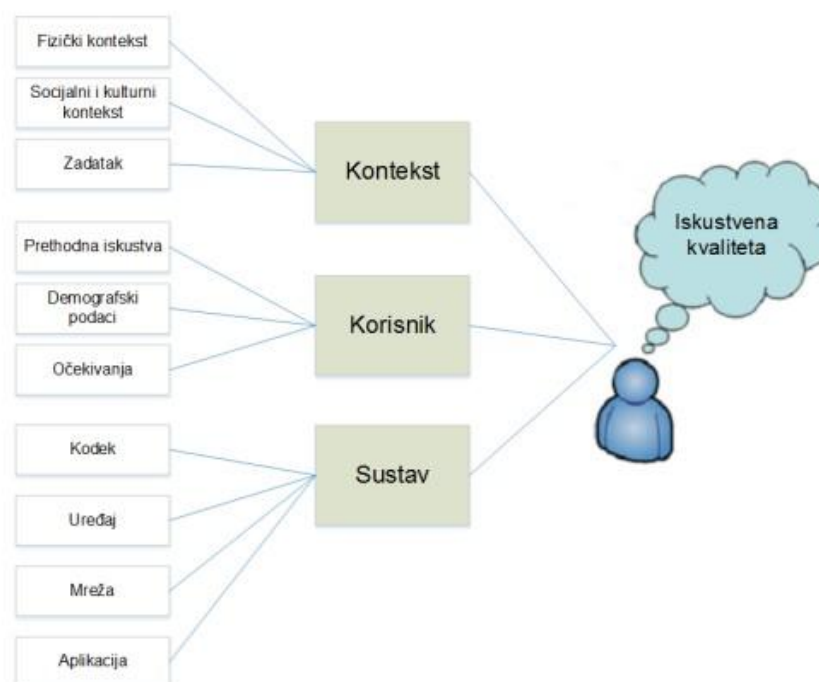 Fizički kontekst
Socijalni i kulturni
kontekst
Zadatak
Kontekst
Prethodna iskustva
Demografski
podaci
Očekivanja
Korisnik
Kodek
Uređaj
Mreža
Aplikacija
Sustav
Iskustvena
kvaliteta